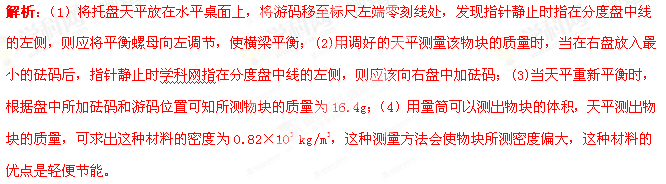 解析：（1）将托盘天平放在水平桌面上，将游码移至标尺左端零刻线处，发现指针静止时指在分度盘中线
的左侧，则应将平衡螺母向左调节，使横梁平衡；(2)用调好的天平测量该物块的质量时，当在右盘放入最
小的砝码后，指针静止时学科网指在分度盘中线的左侧，则应该向右盘中加砝码；(3)当天平重新平衡时，
根据盘中所加砝码和游码位置可知所测物块的质量为 16.4g；(4）用量筒可以测出物块的体积，天平测出物
块的质量，可求出这种材料的密度为 0.82×10³ kg/m³，这种测量方法会使物块所测密度偏大，这种材料的
优点是轻便节能。